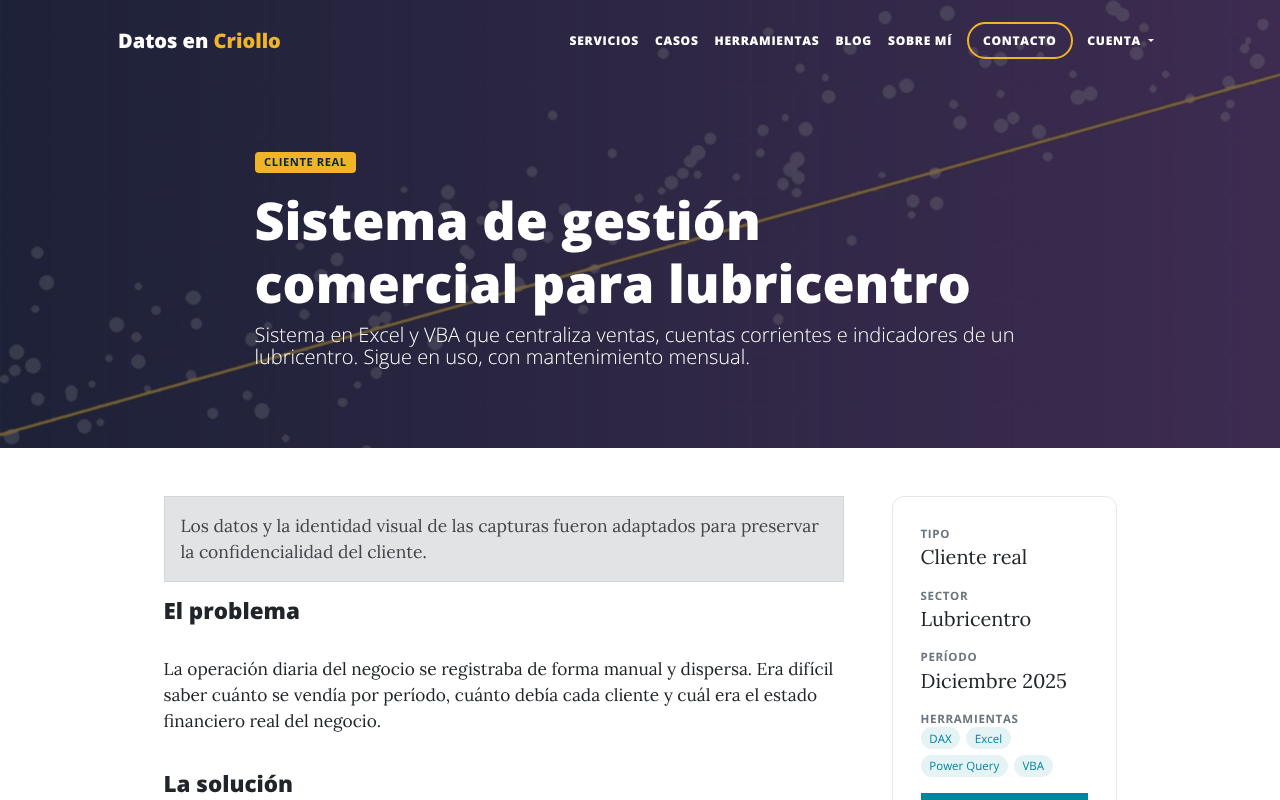 Datos en Criollo
SERVICIOS CASOS HERRAMIENTAS BLOG SOBRE MÍ CONTACTO CUENTA
CLIENTE REAL
Sistema de gestión
comercial para lubricentro
Sistema en Excel y VBA que centraliza ventas, cuentas corrientes e indicadores de un
lubricentro. Sigue en uso, con mantenimiento mensual.
Los datos y la identidad visual de las capturas fueron adaptados para preservar
la confidencialidad del cliente.
El problema
La operación diaria del negocio se registraba de forma manual y dispersa. Era difícil
saber cuánto se vendía por período, cuánto debía cada cliente y cuál era el estado
financiero real del negocio.
La solución
TIPO
Cliente real
SECTOR
Lubricentro
PERÍODO
Diciembre 2025
HERRAMIENTAS
DAX Excel
Power Query VBA